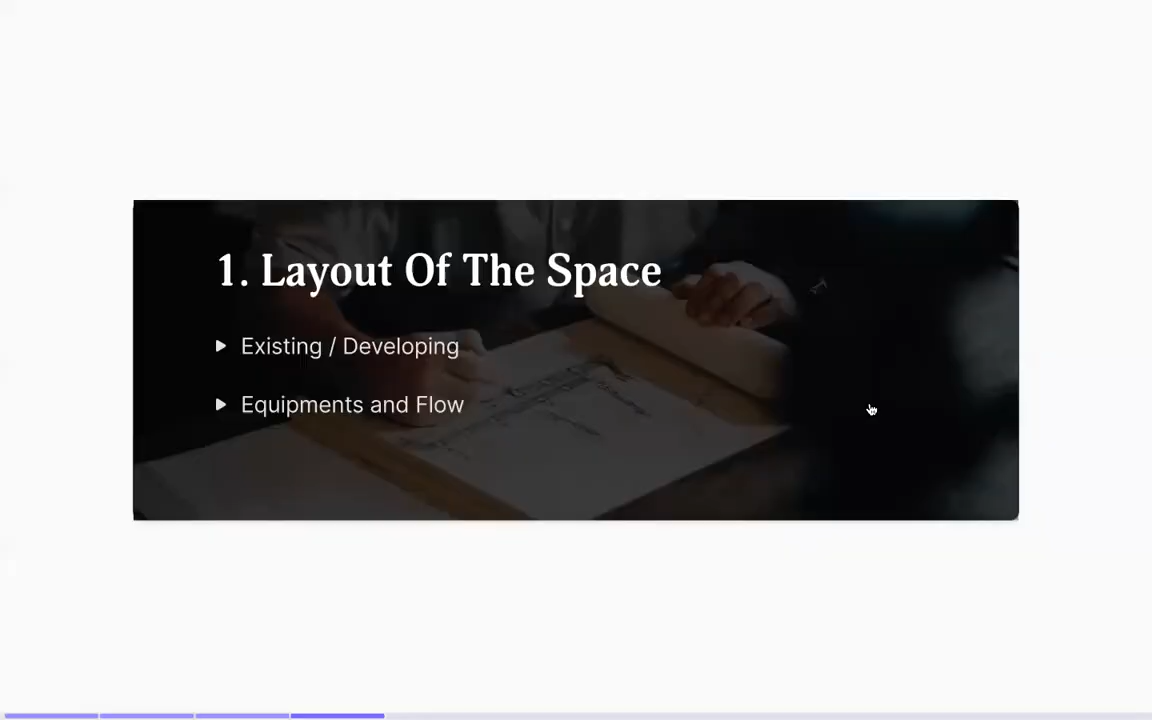 1. Layout Of The Space
Existing / Developing
Equipments and Flow